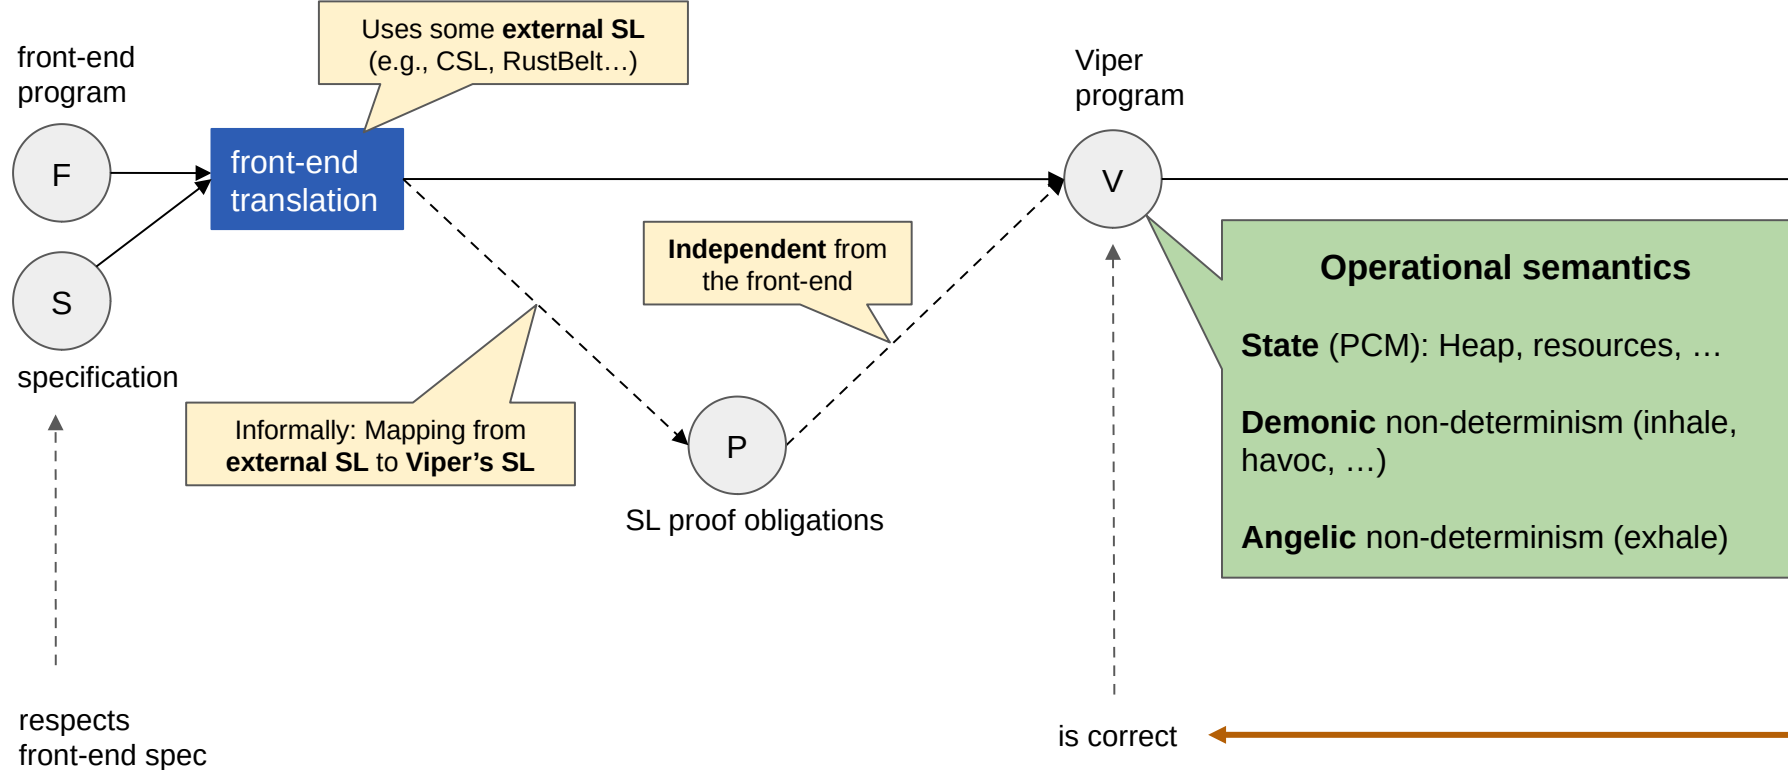 Uses some external SL
(e.g., CSL, RustBelt…)
front-end
program
Viper
program
F
front-end
translation
V
S
specification
Independent from
the front-end
Operational semantics
State (PCM): Heap, resources, …
Demonic non-determinism (inhale,
havoc, …)
Angelic non-determinism (exhale)
Informally: Mapping from
external SL to Viper’s SL
P
SL proof obligations
respects
front-end spec
is correct